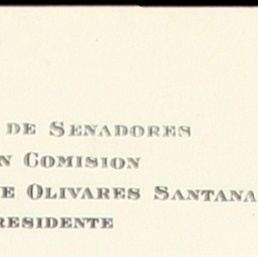 DE SENADORES
N COMISION
E OLIVARES SANTANA
RESIDENTE